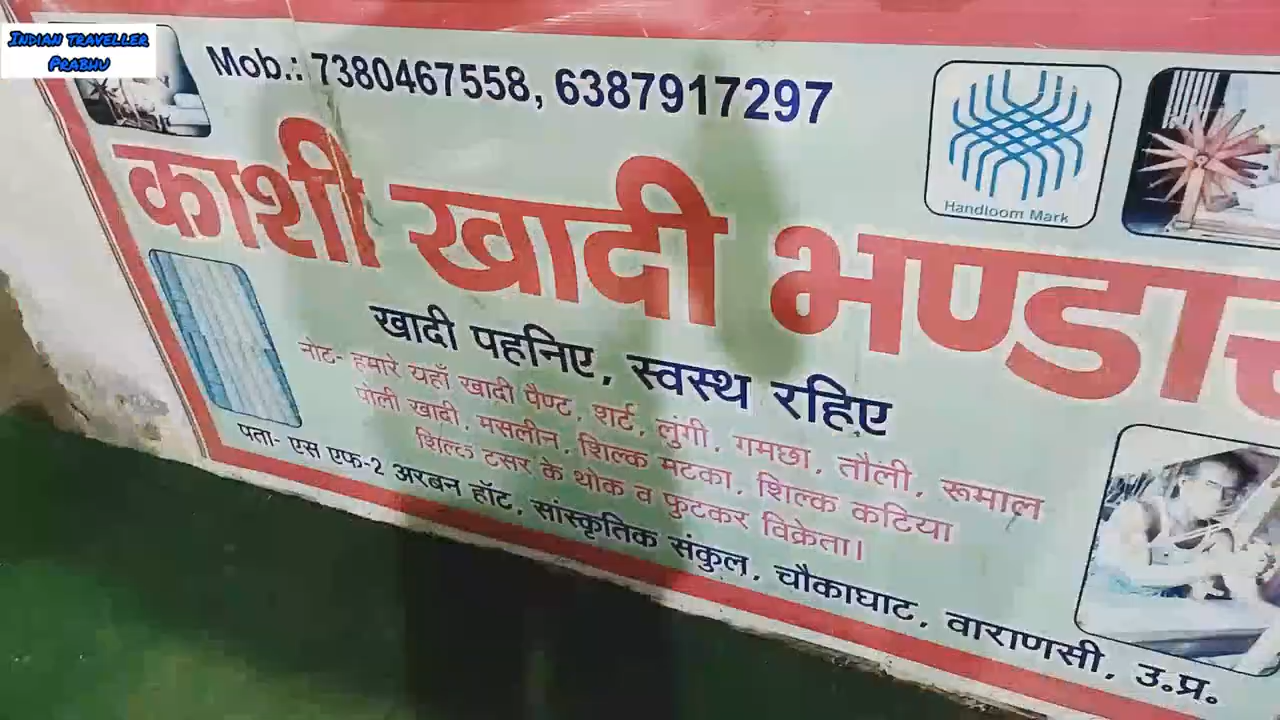 INDIAN TRAVELLER
PRABHU
Mob.: 7380467558, 6387917297
Handloom Mark
काशी खादी भण्डार
खादी पहनिए, स्वस्थ रहिए
नोट- हमारे यहाँ खादी पैण्ट, शर्ट, लुंगी, गमछा, तौली, रूमाल
पोली खादी, मसलीन, शिल्क मटका, शिल्क कटिया
शिल्क टसर के थोक व फुटकर विक्रेता।
पता- एस एफ-2 अरबन हॉट, सांस्कृतिक संकुल, चौकाघाट, वाराणसी, उ.प्र.